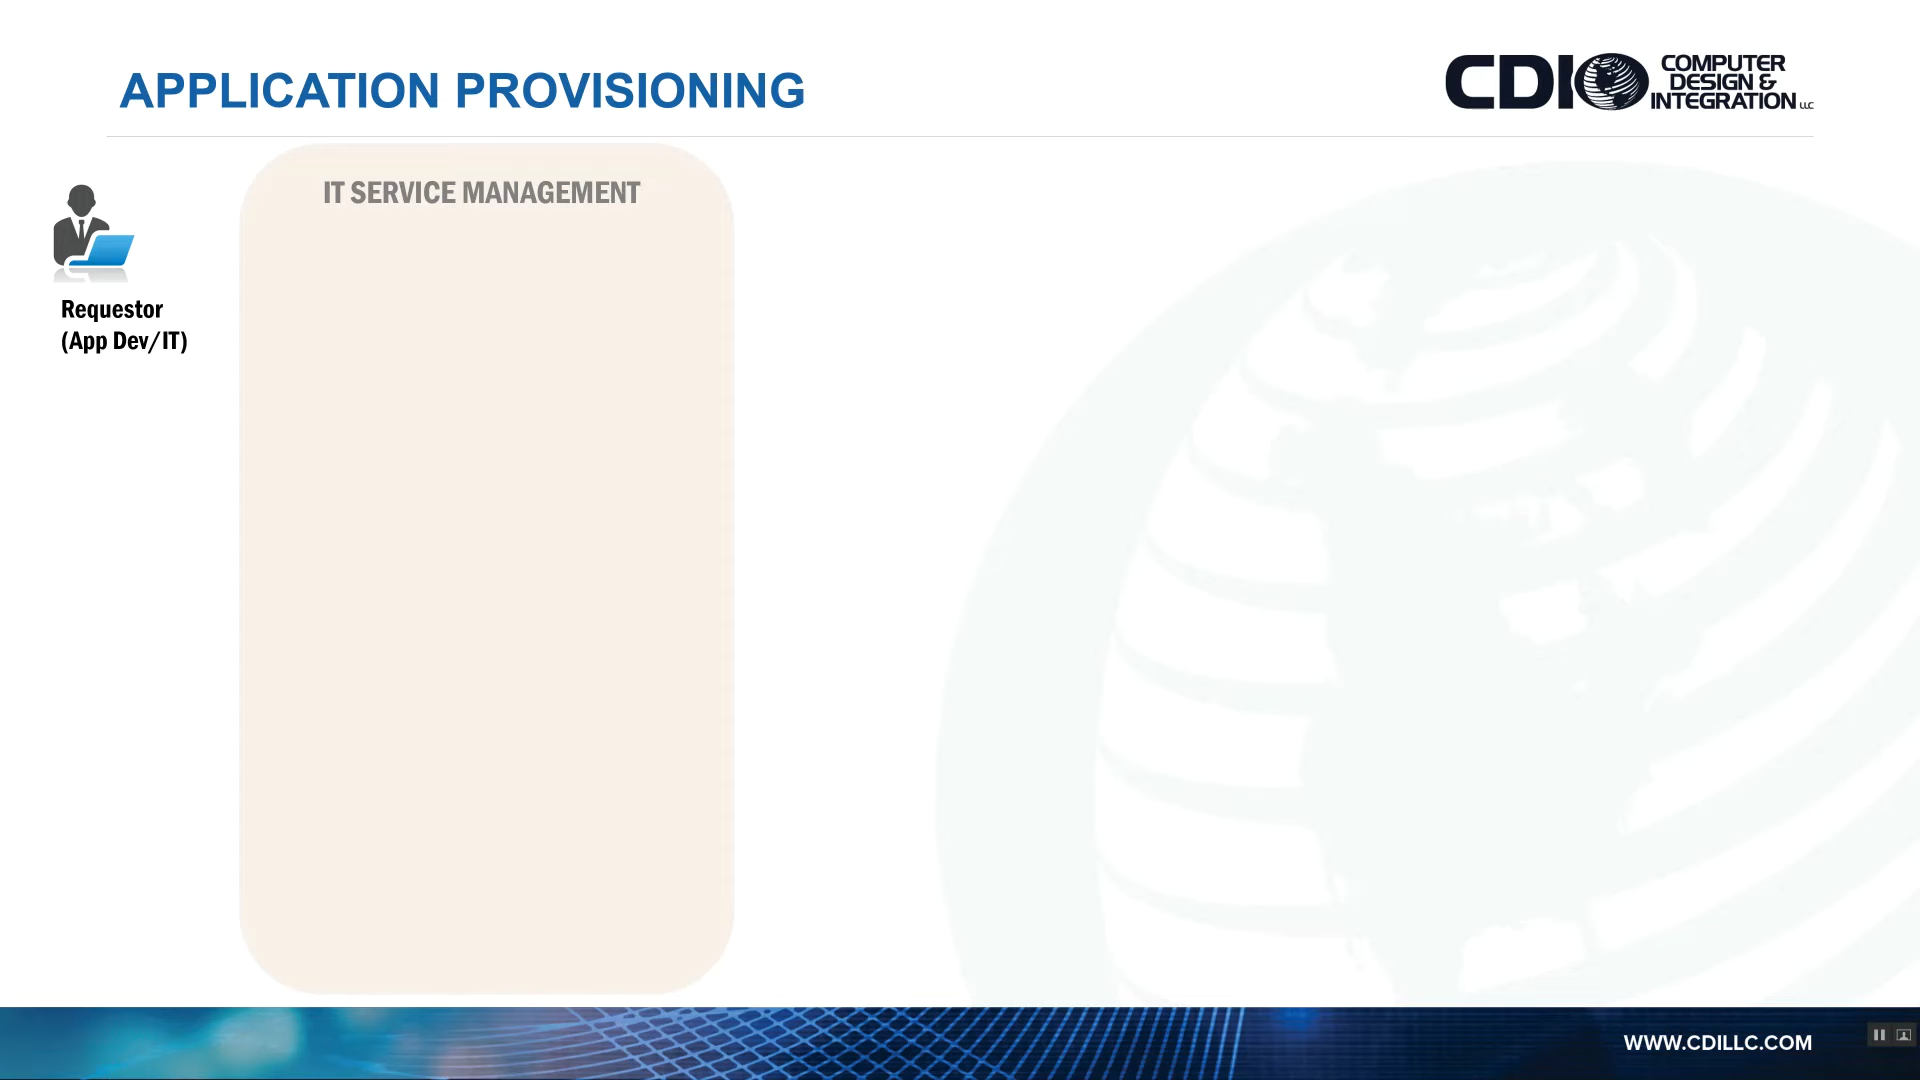 APPLICATION PROVISIONING
CDI COMPUTER
DESIGN &
INTEGRATION LLC
IT SERVICE MANAGEMENT
Requestor
(App Dev/IT)
WWW.CDILLC.COM